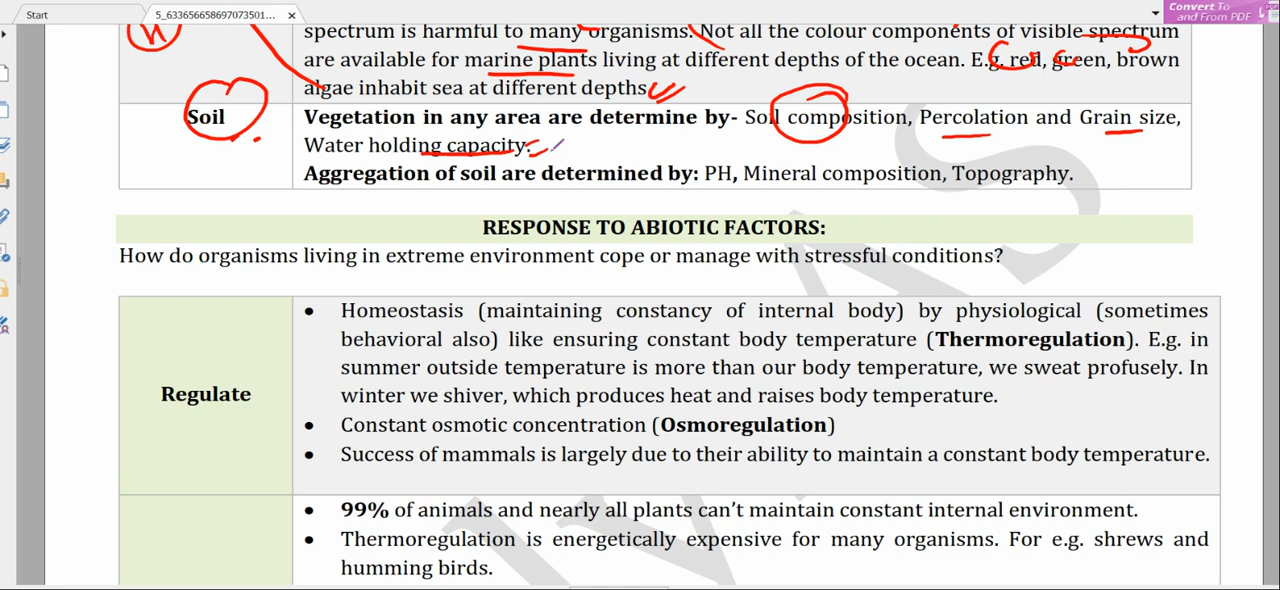 Start
5_633656658697073501...
Convert To
and From PDF
spectrum is harmful to many organisms. Not all the colour components of visible spectrum
are available for marine plants living at different depths of the ocean. E.g. red, green, brown
algae inhabit sea at different depths
Soil
Vegetation in any area are determine by- Soil composition, Percolation and Grain size,
Water holding capacity.
Aggregation of soil are determined by: PH, Mineral composition, Topography.
RESPONSE TO ABIOTIC FACTORS:
How do organisms living in extreme environment cope or manage with stressful conditions?
Regulate
• Homeostasis (maintaining constancy of internal body) by physiological (sometimes
behavioral also) like ensuring constant body temperature (Thermoregulation). E.g. in
summer outside temperature is more than our body temperature, we sweat profusely. In
winter we shiver, which produces heat and raises body temperature.
• Constant osmotic concentration (Osmoregulation)
• Success of mammals is largely due to their ability to maintain a constant body temperature.
• 99% of animals and nearly all plants can't maintain constant internal environment.
• Thermoregulation is energetically expensive for many organisms. For e.g. shrews and
humming birds.